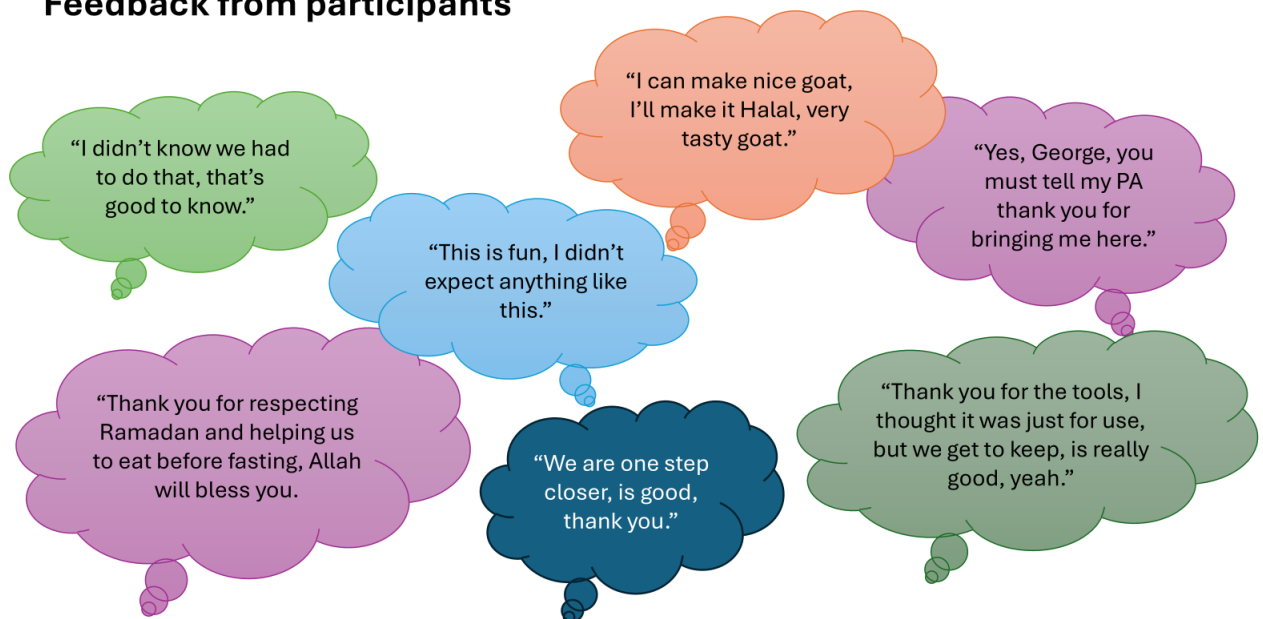 Feedback from participants
“I didn’t know we had
to do that, that’s
good to know.”
“I can make nice goat,
I’ll make it Halal, very
tasty goat.”
“Yes, George, you
must tell my PA
thank you for
bringing me here.”
“This is fun, I didn’t
expect anything like
this.”
“Thank you for respecting
Ramadan and helping us
to eat before fasting, Allah
will bless you.
“We are one step
closer, is good,
thank you.”
“Thank you for the tools, I
thought it was just for use,
but we get to keep, is really
good, yeah.”